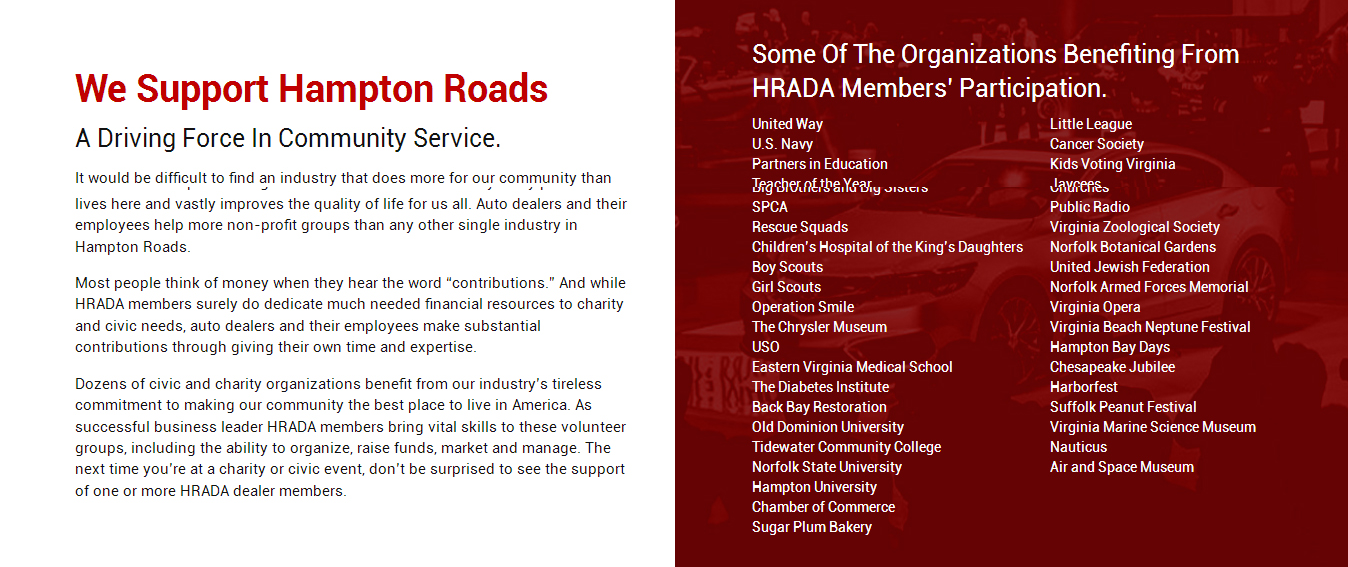 We Support Hampton Roads
A Driving Force In Community Service.
It would be difficult to find an industry that does more for our community than
lives here and vastly improves the quality of life for us all. Auto dealers and their
employees help more non-profit groups than any other single industry in
Hampton Roads.
Most people think of money when they hear the word “contributions.” And while
HRADA members surely do dedicate much needed financial resources to charity
and civic needs, auto dealers and their employees make substantial
contributions through giving their own time and expertise.
Dozens of civic and charity organizations benefit from our industry’s tireless
commitment to making our community the best place to live in America. As
successful business leader HRADA members bring vital skills to these volunteer
groups, including the ability to organize, raise funds, market and manage. The
next time you’re at a charity or civic event, don’t be surprised to see the support
of one or more HRADA dealer members.
Some Of The Organizations Benefiting From
HRADA Members’ Participation.
United Way
U.S. Navy
Partners in Education
Teacher of the Year
SPCA
Rescue Squads
Children’s Hospital of the King’s Daughters
Boy Scouts
Girl Scouts
Operation Smile
The Chrysler Museum
USO
Eastern Virginia Medical School
The Diabetes Institute
Back Bay Restoration
Old Dominion University
Tidewater Community College
Norfolk State University
Hampton University
Chamber of Commerce
Sugar Plum Bakery
Little League
Cancer Society
Kids Voting Virginia
Jaycees
Churches
Public Radio
Virginia Zoological Society
Norfolk Botanical Gardens
United Jewish Federation
Norfolk Armed Forces Memorial
Virginia Opera
Virginia Beach Neptune Festival
Hampton Bay Days
Chesapeake Jubilee
Harborfest
Suffolk Peanut Festival
Virginia Marine Science Museum
Nauticus
Air and Space Museum